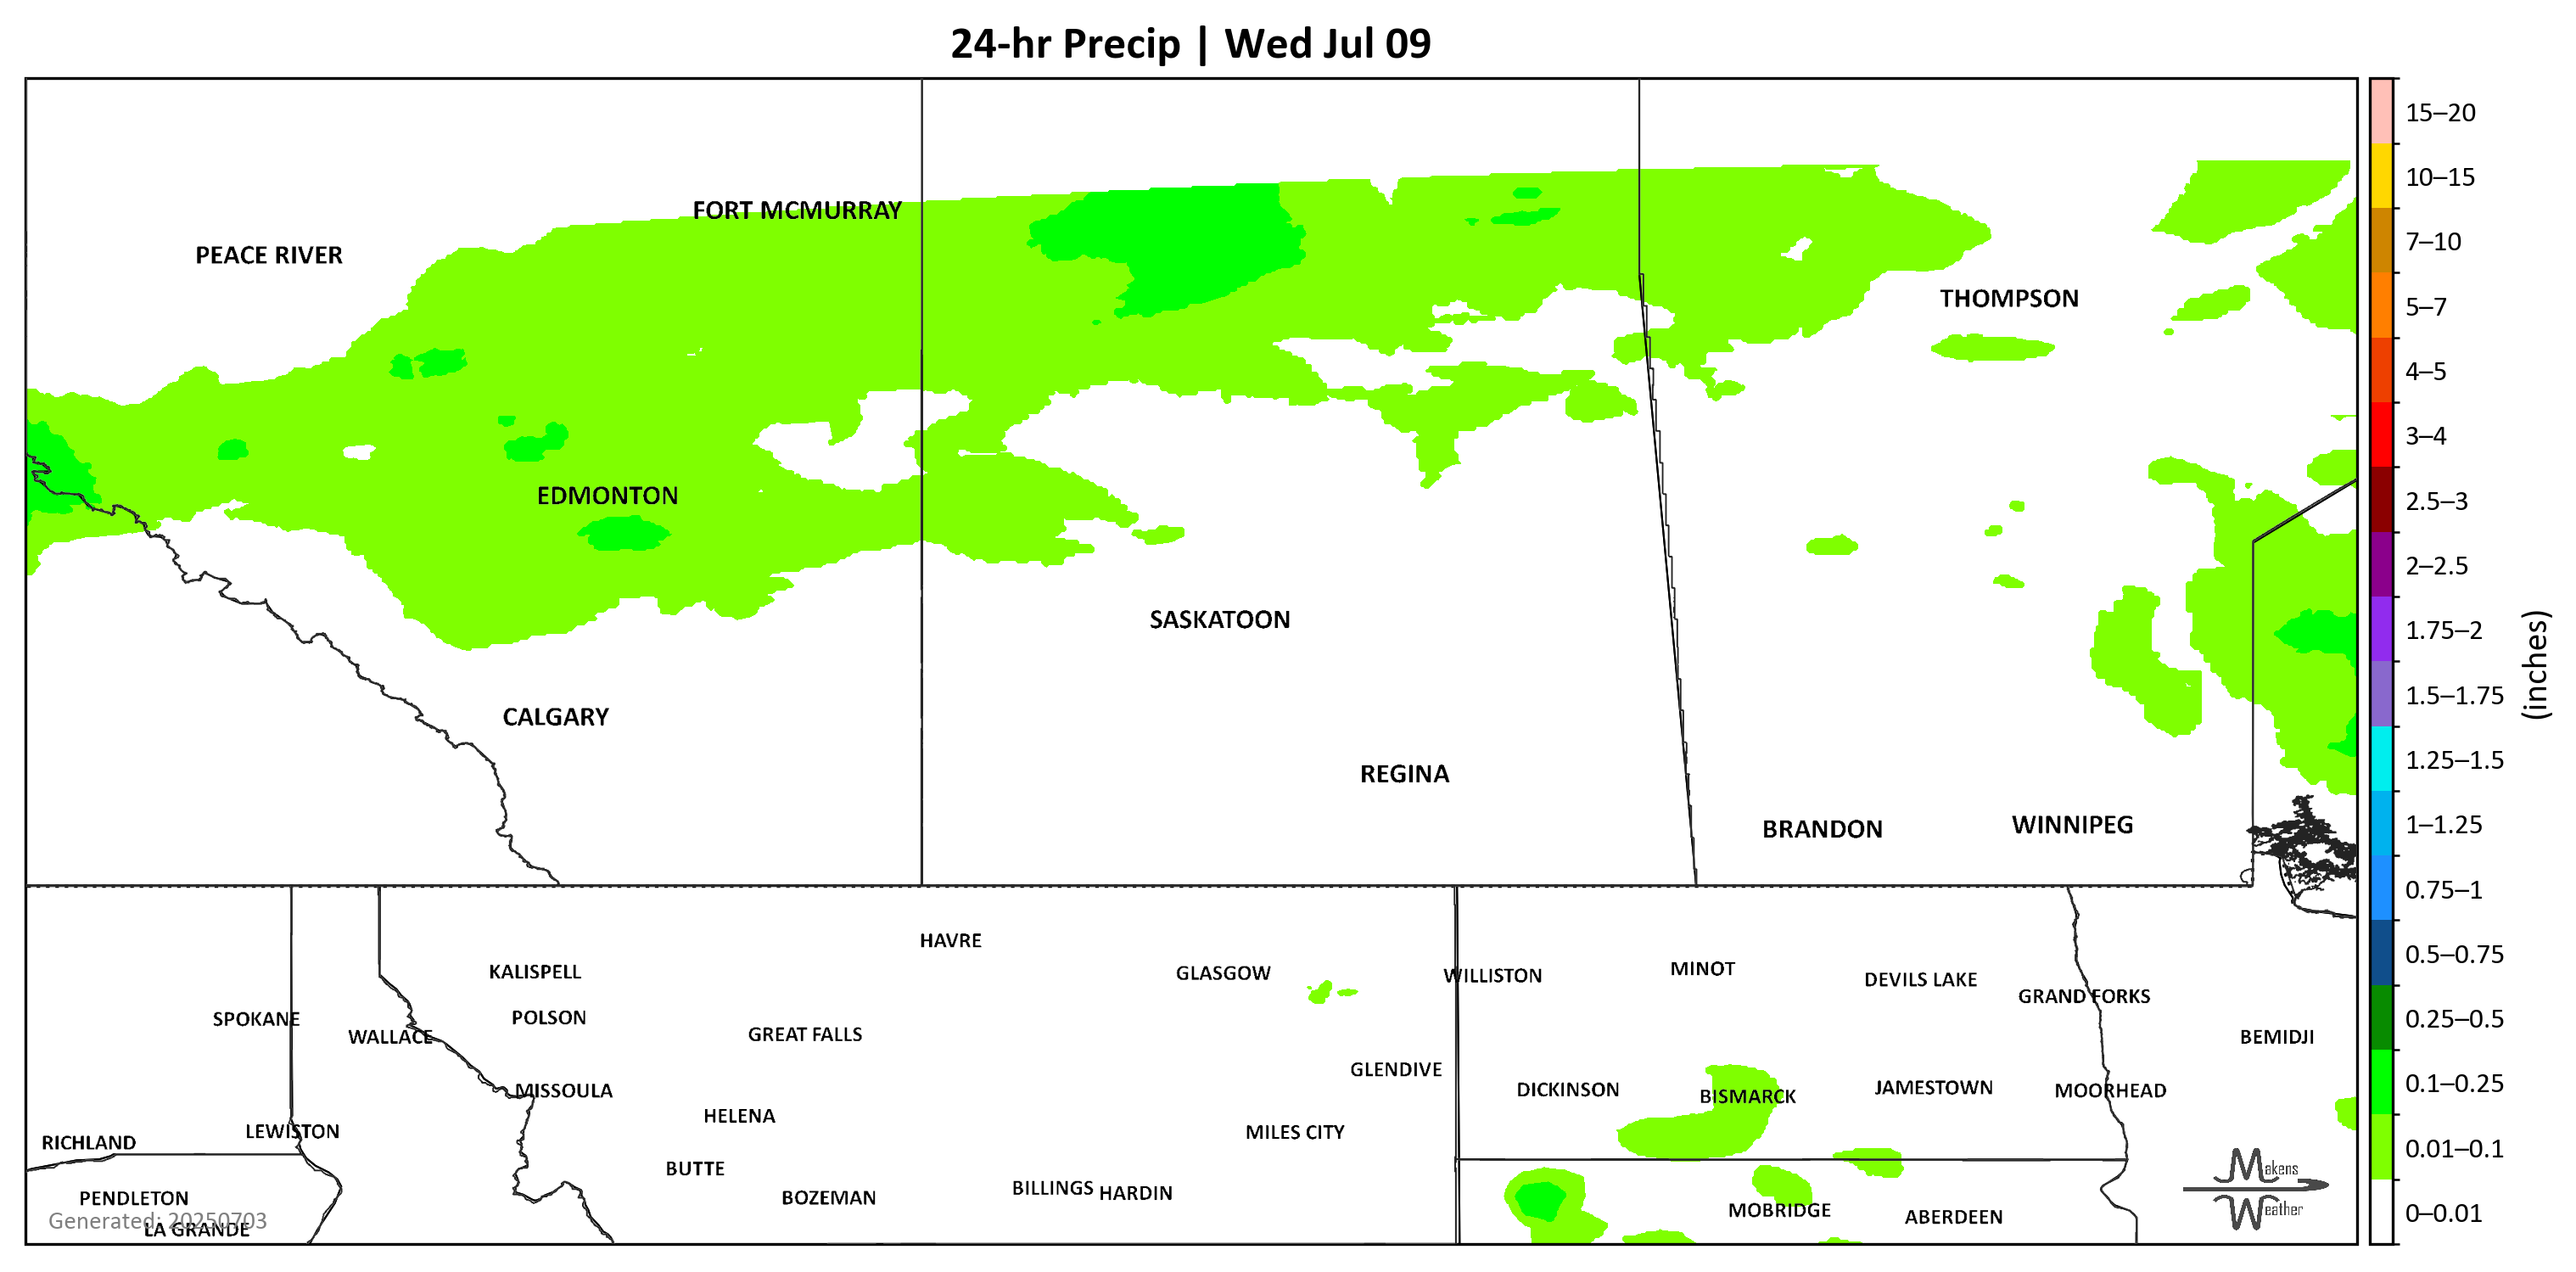 24-hr Precip | Wed Jul 09
FORT MCMURRAY
PEACE RIVER
THOMPSON
EDMONTON
SASKATOON
CALGARY
REGINA
BRANDON
WINNIPEG
HAVRE
KALISPELL
GLASGOW
WILLISTON
MINOT
DEVILS LAKE
GRAND FORKS
SPOKANE
POLSON
WALLACE
GREAT FALLS
BEMIDJI
GLENDIVE
MISSOULA
DICKINSON
BISMARCK
JAMESTOWN
MOORHEAD
HELENA
RICHLAND
LEWISTON
MILES CITY
BUTTE
PENDLETON
BOZEMAN
BILLINGS
HARDIN
MOBRIDGE
ABERDEEN
Generated: 20250703
LA GRANDE
Makens
Weather
15–20
10–15
7–10
5–7
4–5
3–4
2.5–3
2–2.5
1.75–2
1.5–1.75
1.25–1.5
1–1.25
0.75–1
0.5–0.75
0.25–0.5
0.1–0.25
0.01–0.1
0–0.01
(inches)